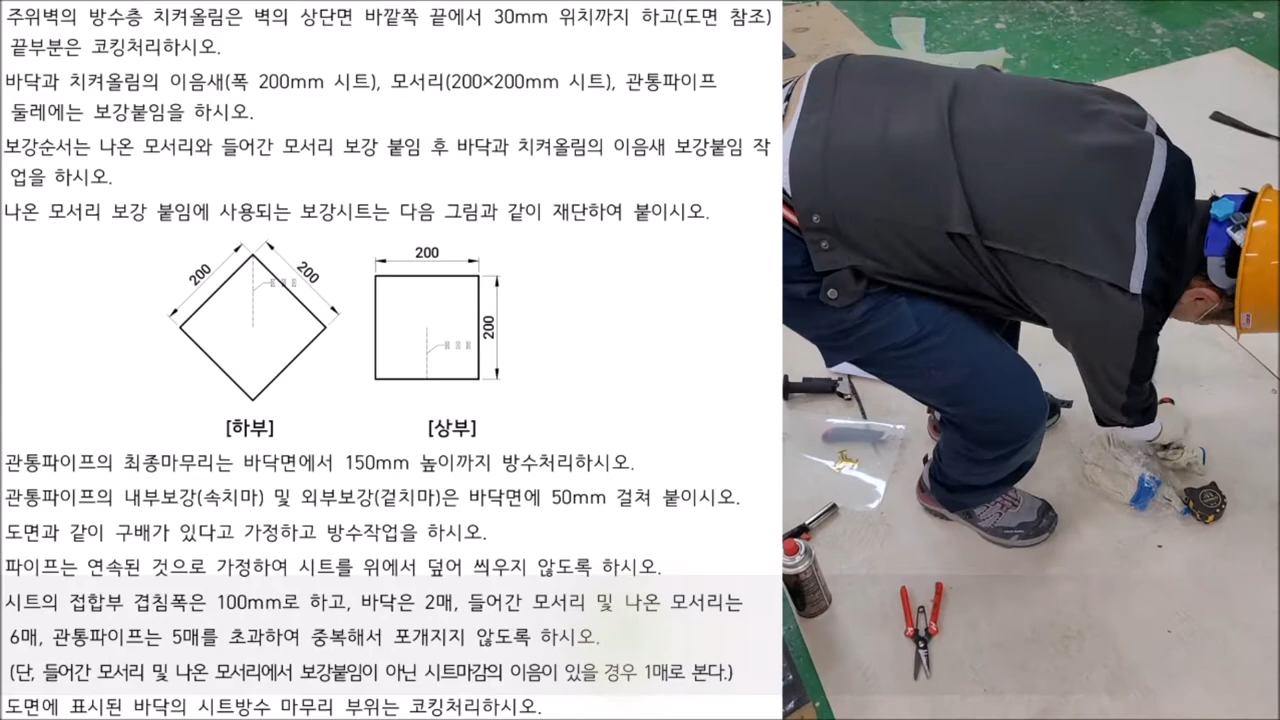 주위벽의 방수층 치켜올림은 벽의 상단면 바깥쪽 끝에서 30mm 위치까지 하고(도면 참조)
끝부분은 코킹처리하시오.
바닥과 치켜올림의 이음새(폭 200mm 시트), 모서리(200×200mm 시트), 관통파이프
둘레에는 보강붙임을 하시오.
보강순서는 나온 모서리와 들어간 모서리 보강 붙임 후 바닥과 치켜올림의 이음새 보강붙임 작
업을 하시오.
나온 모서리 보강 붙임에 사용되는 보강시트는 다음 그림과 같이 재단하여 붙이시오.
200
200
200
200
[하부]
[상부]
관통파이프의 최종마무리는 바닥면에서 150mm 높이까지 방수처리하시오.
관통파이프의 내부보강(속치마) 및 외부보강(겉치마)은 바닥면에 50mm 걸쳐 붙이시오.
도면과 같이 구배가 있다고 가정하고 방수작업을 하시오.
파이프는 연속된 것으로 가정하여 시트를 위에서 덮어 씌우지 않도록 하시오.
시트의 접합부 겹침폭은 100mm로 하고, 바닥은 2매, 들어간 모서리 및 나온 모서리는
6매, 관통파이프는 5매를 초과하여 중복해서 포개지지 않도록 하시오.
(단, 들어간 모서리 및 나온 모서리에서 보강붙임이 아닌 시트마감의 이음이 있을 경우 1매로 본다.)
도면에 표시된 바닥의 시트방수 마무리 부위는 코킹처리하시오.